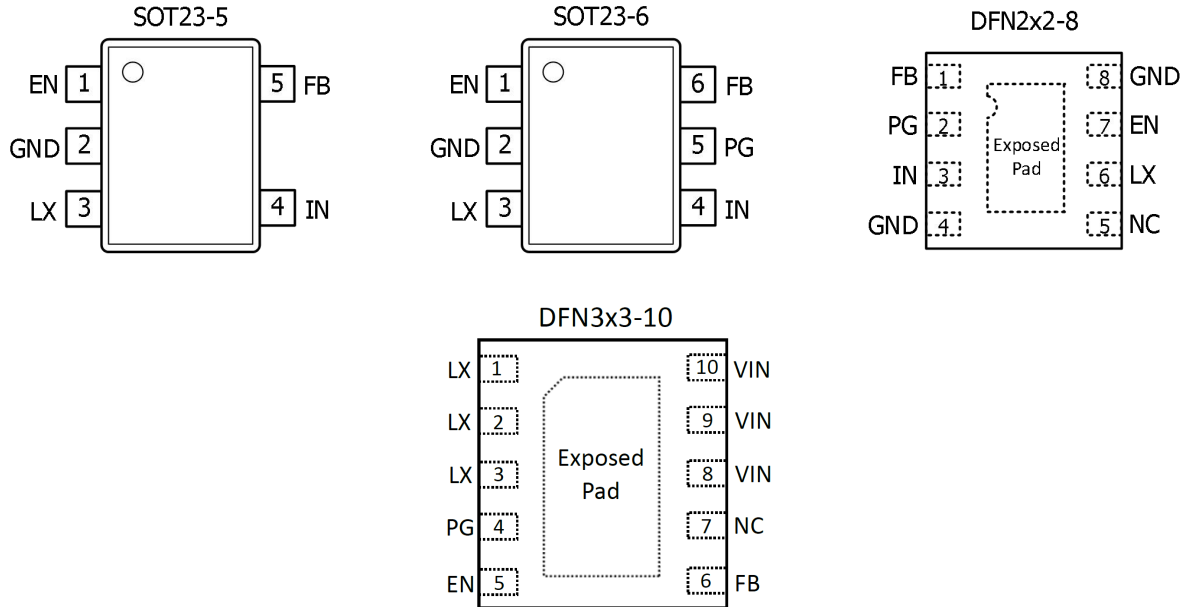 SOT23-5
EN 1 5 FB
GND 2
LX 3 4 IN
SOT23-6
EN 1 6 FB
GND 2 5 PG
LX 3 4 IN
DFN2x2-8
FB 1 8 GND
PG 2 7 EN
Exposed
Pad
IN 3 6 LX
GND 4 5 NC
DFN3x3-10
LX 1 10 VIN
LX 2 9 VIN
Exposed
Pad
LX 3 8 VIN
PG 4 7 NC
EN 5 6 FB